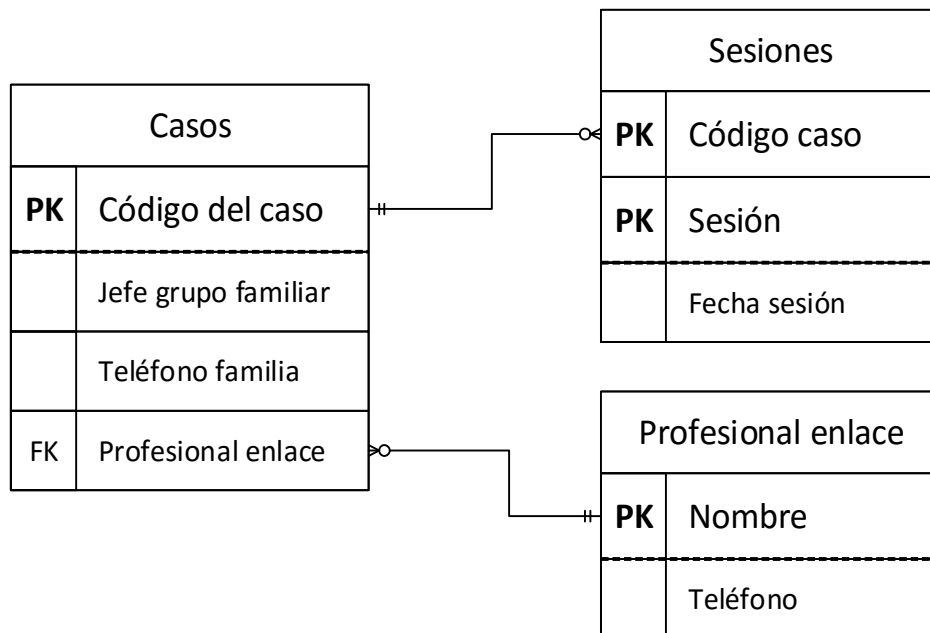 Casos
PK Código del caso
Jefe grupo familiar
Teléfono familia
FK Profesional enlace
Sesiones
PK Código caso
PK Sesión
Fecha sesión
Profesional enlace
PK Nombre
Teléfono